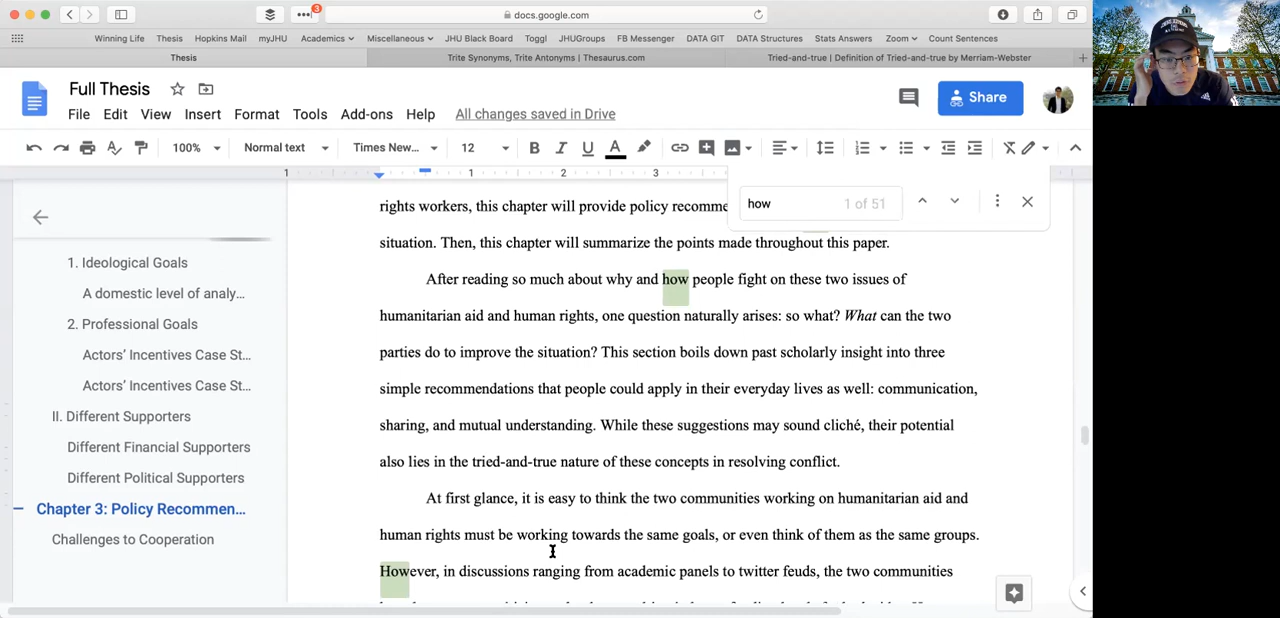 3
docs.google.com
Winning Life Thesis Hopkins Mail myJHU Academics Miscellaneous JHU Black Board Toggl JHUGroups FB Messenger DATA GIT DATA Structures Stats Answers Zoom Count Sentences
Thesis Trite Synonyms, Trite Antonyms | Thesaurus.com Tried-and-true | Definition of Tried-and-true by Merriam-Webster
Full Thesis
Share
File Edit View Insert Format Tools Add-ons Help All changes saved in Drive
100% Normal text Times New... 12 B I U A
1 1 2 3
how 1 of 51
1. Ideological Goals
A domestic level of analy...
2. Professional Goals
Actors' Incentives Case St...
Actors' Incentives Case St...
II. Different Supporters
Different Financial Supporters
Different Political Supporters
Chapter 3: Policy Recommen...
Challenges to Cooperation
rights workers, this chapter will provide policy recomme
situation. Then, this chapter will summarize the points made throughout this paper.
After reading so much about why and how people fight on these two issues of
humanitarian aid and human rights, one question naturally arises: so what? What can the two
parties do to improve the situation? This section boils down past scholarly insight into three
simple recommendations that people could apply in their everyday lives as well: communication,
sharing, and mutual understanding. While these suggestions may sound cliché, their potential
also lies in the tried-and-true nature of these concepts in resolving conflict.
At first glance, it is easy to think the two communities working on humanitarian aid and
human rights must be working towards the same goals, or even think of them as the same groups.
However, in discussions ranging from academic panels to twitter feuds, the two communities